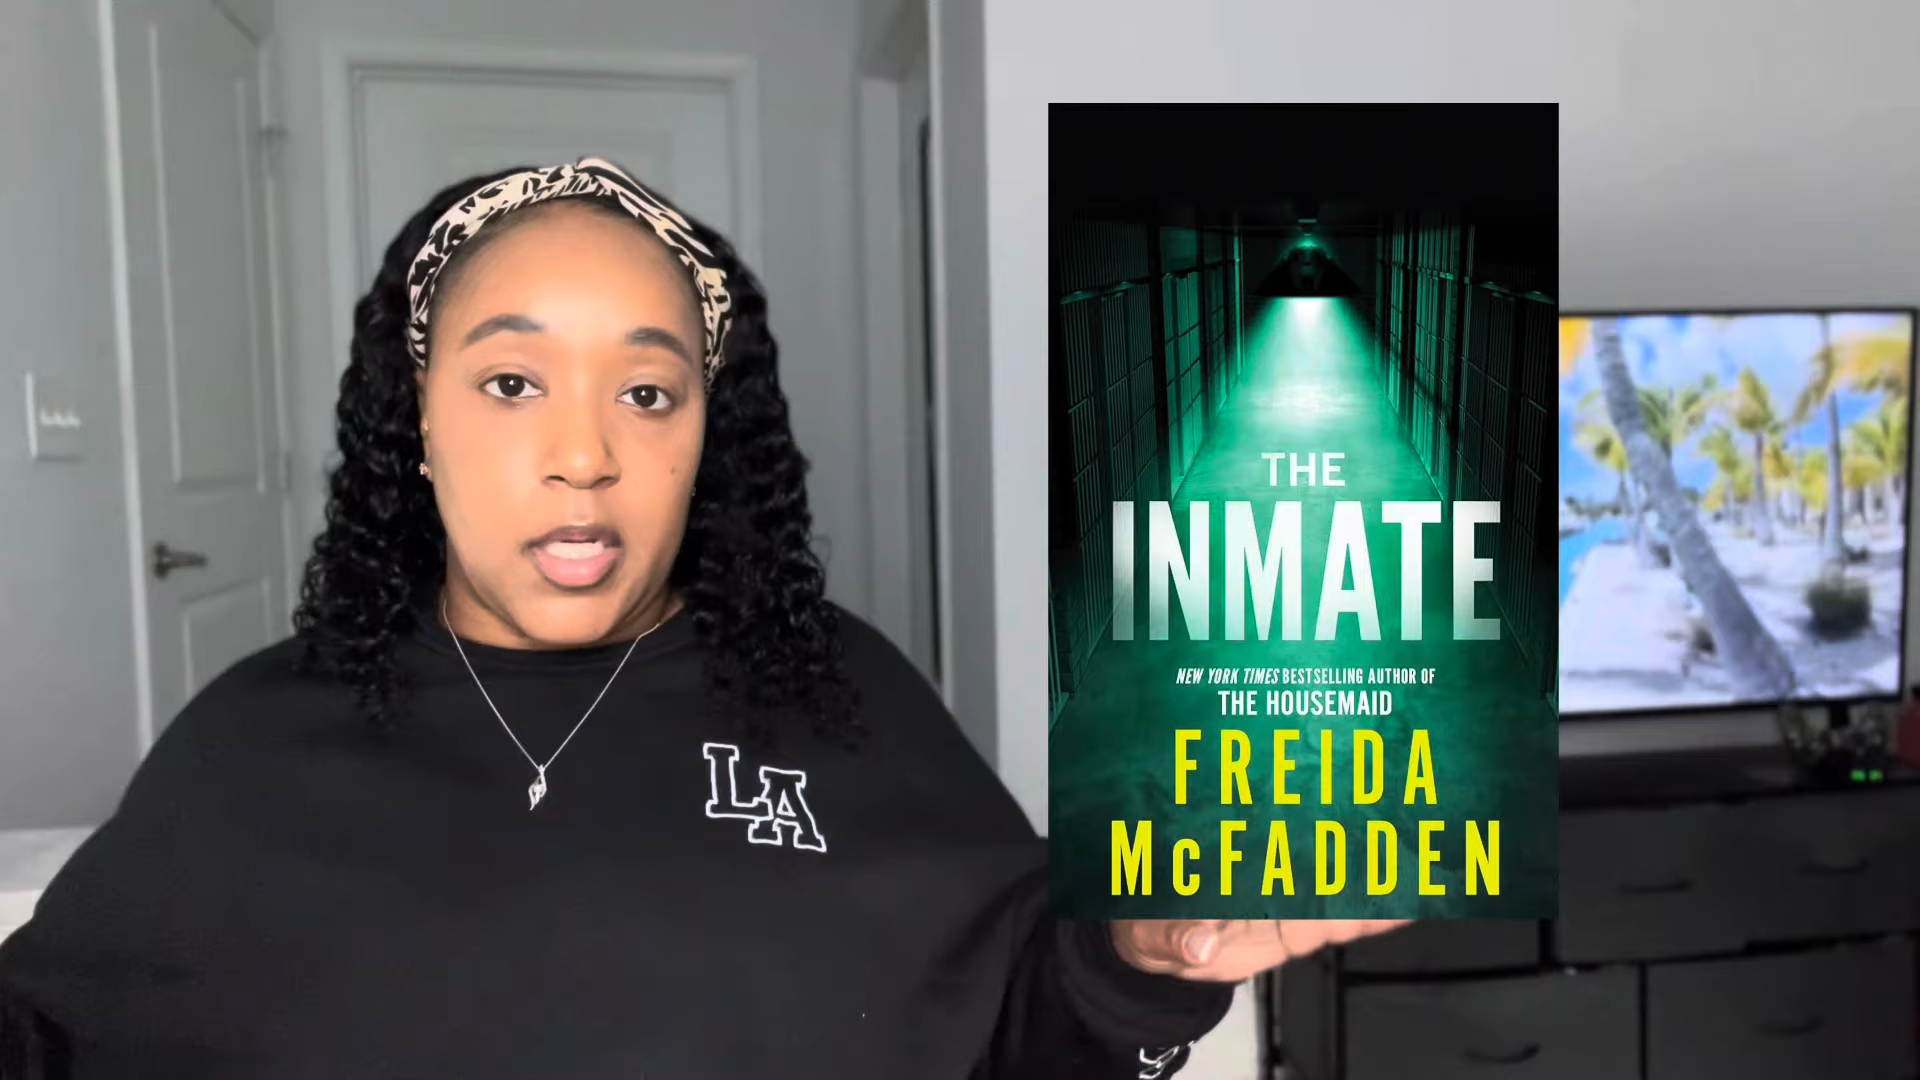 LA
THE
INMATE
NEW YORK TIMES BESTSELLING AUTHOR OF
THE HOUSEMAID
FREIDA
McFADDEN